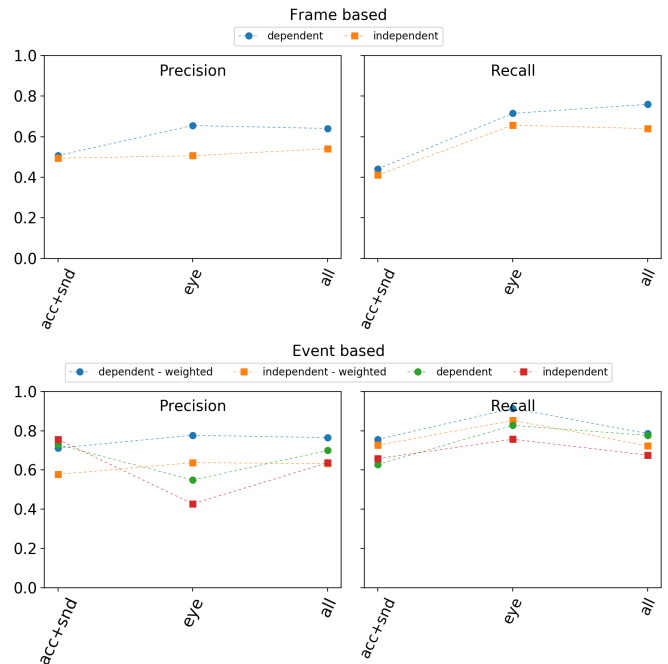 Frame based
dependent independent
Precision
Recall
1.0
0.8
0.6
0.4
0.2
0.0
acc+snd eye all
acc+snd eye all
Event based
dependent - weighted independent - weighted dependent independent
Precision
Recall
1.0
0.8
0.6
0.4
0.2
0.0
acc+snd eye all
acc+snd eye all